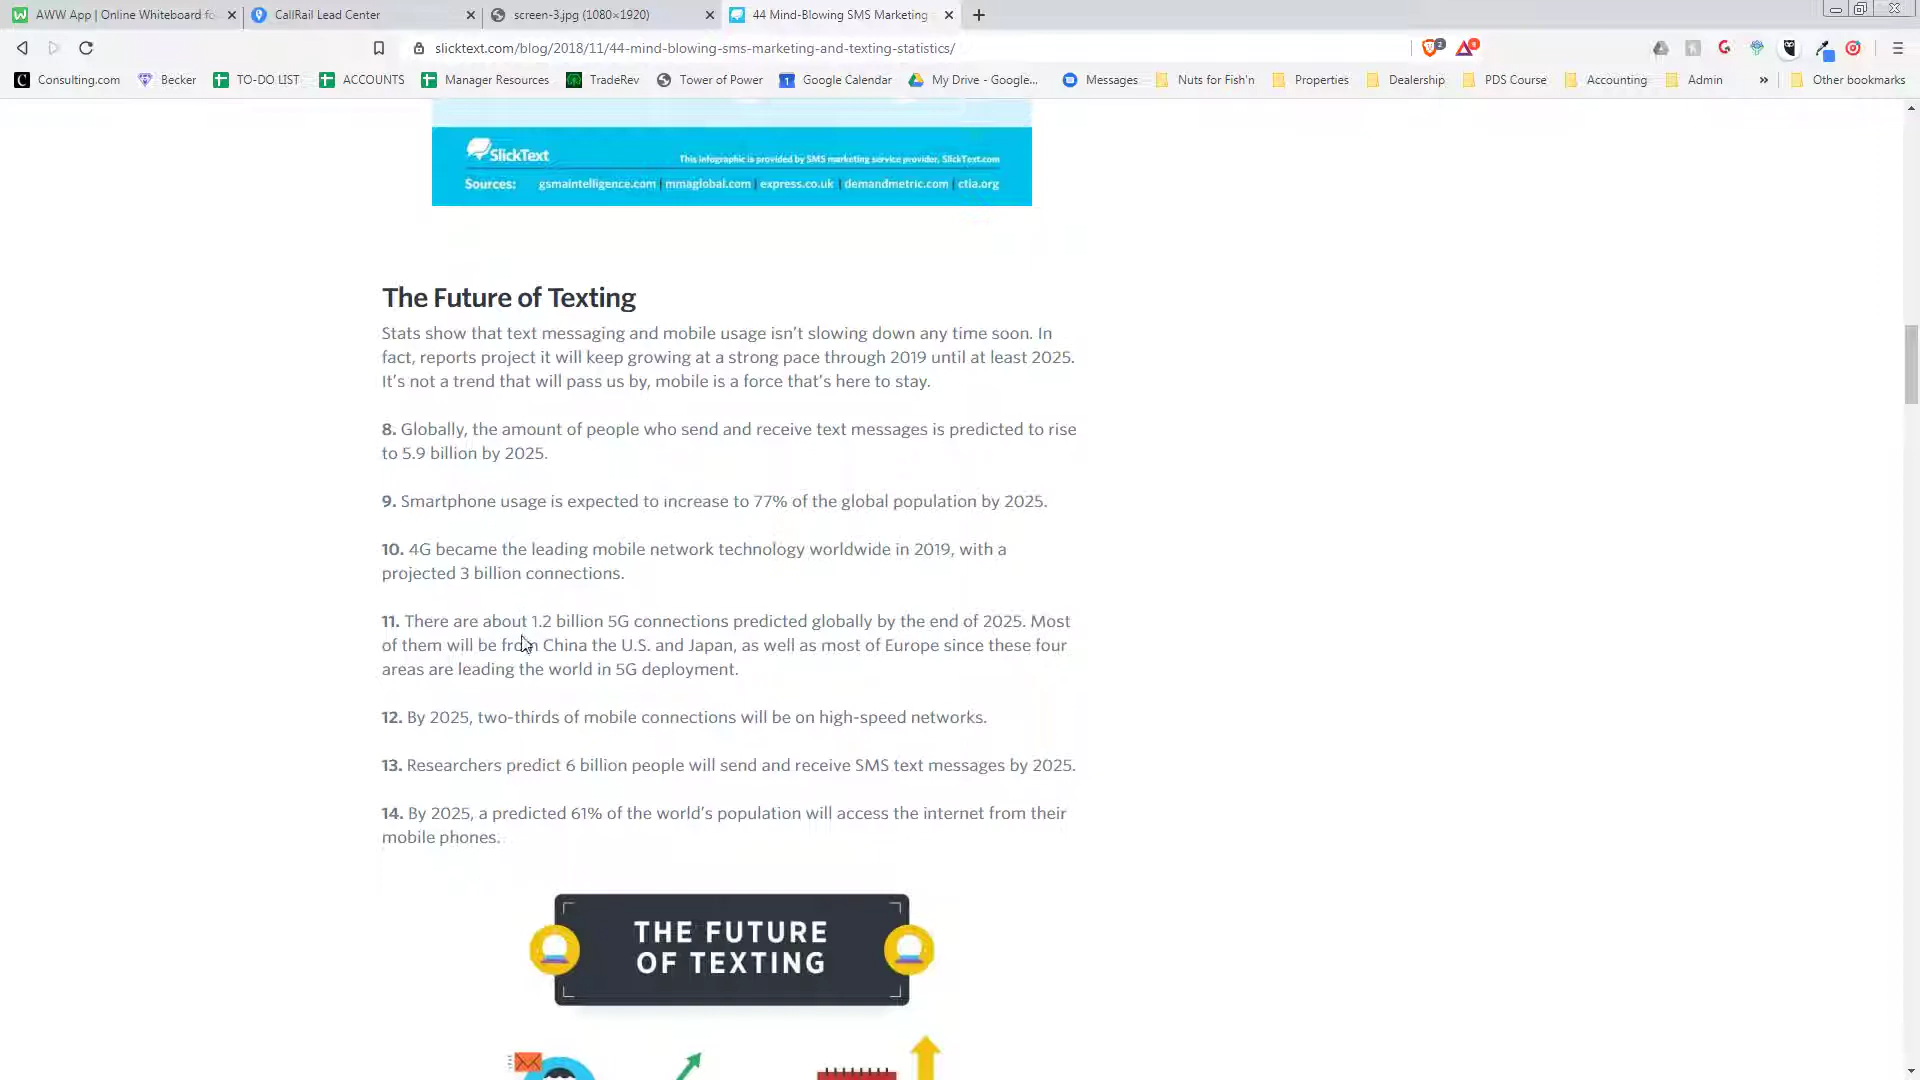 AWW App | Online Whiteboard fo
CallRail Lead Center
screen-3.jpg (1080×1920)
44 Mind-Blowing SMS Marketing
slicktext.com/blog/2018/11/44-mind-blowing-sms-marketing-and-texting-statistics/
Consulting.com
Becker
TO-DO LIST
ACCOUNTS
Manager Resources
TradeRev
Tower of Power
Google Calendar
My Drive - Google...
Messages
Nuts for Fish'n
Properties
Dealership
PDS Course
Accounting
Admin
Other bookmarks
SlickText
This infographic is provided by SMS marketing service provider, SlickText.com
Sources: gsmaintelligence.com | mmaglobal.com | express.co.uk | demandmetric.com | ctia.org
The Future of Texting
Stats show that text messaging and mobile usage isn't slowing down any time soon. In
fact, reports project it will keep growing at a strong pace through 2019 until at least 2025.
It's not a trend that will pass us by, mobile is a force that's here to stay.
8. Globally, the amount of people who send and receive text messages is predicted to rise
to 5.9 billion by 2025.
9. Smartphone usage is expected to increase to 77% of the global population by 2025.
10. 4G became the leading mobile network technology worldwide in 2019, with a
projected 3 billion connections.
11. There are about 1.2 billion 5G connections predicted globally by the end of 2025. Most
of them will be from China the U.S. and Japan, as well as most of Europe since these four
areas are leading the world in 5G deployment.
12. By 2025, two-thirds of mobile connections will be on high-speed networks.
13. Researchers predict 6 billion people will send and receive SMS text messages by 2025.
14. By 2025, a predicted 61% of the world's population will access the internet from their
mobile phones.
THE FUTURE
OF TEXTING